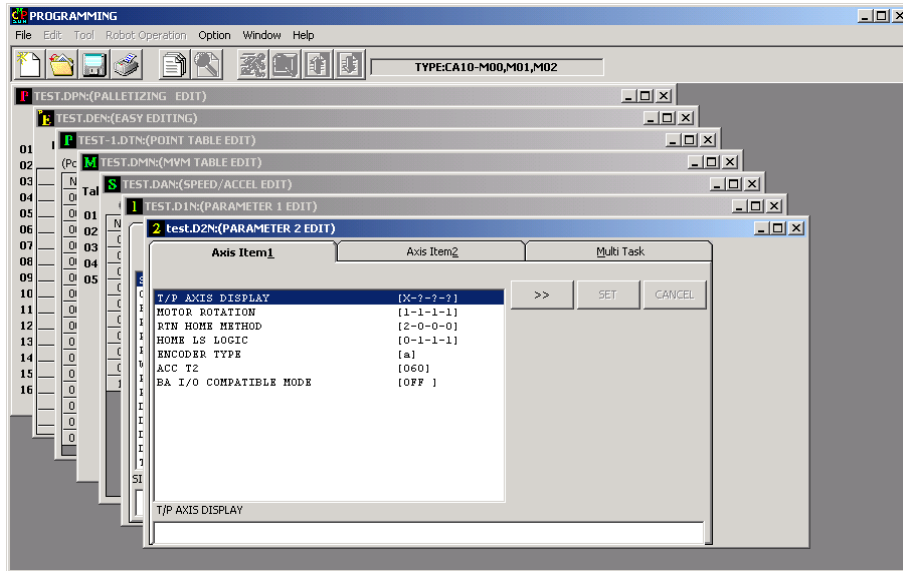 PROGRAMMING
File Edit Tool Robot Operation Option Window Help
TYPE:CA10-M00,M01,M02
TEST.DPN:(PALLETIZING EDIT)
TEST.DEN:(EASY EDITING)
TEST-1.DTN:(POINT TABLE EDIT)
TEST.DMN:(MVM TABLE EDIT)
TEST.DAN:(SPEED/ACCEL EDIT)
TEST.D1N:(PARAMETER 1 EDIT)
test.D2N:(PARAMETER 2 EDIT)
01
02
03
04
05
06
07
08
09
10
11
12
13
14
15
16
01
02
03
04
05
Axis Item1 Axis Item2 Multi Task
T/P AXIS DISPLAY [X-?-?-?]
MOTOR ROTATION [1-1-1-1]
RTN HOME METHOD [2-0-0-0]
HOME LS LOGIC [0-1-1-1]
ENCODER TYPE [a]
ACC T2 [060]
BA I/O COMPATIBLE MODE [OFF ]
>> SET CANCEL
T/P AXIS DISPLAY